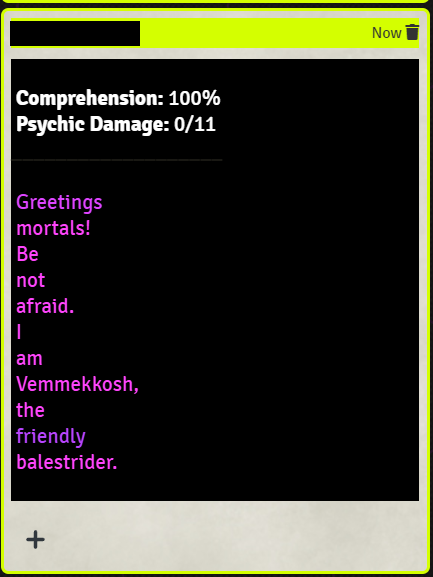 Now
Comprehension: 100%
Psychic Damage: 0/11
Greetings
mortals!
Be
not
afraid.
I
am
Vemmekkosh,
the
friendly
balestrider.